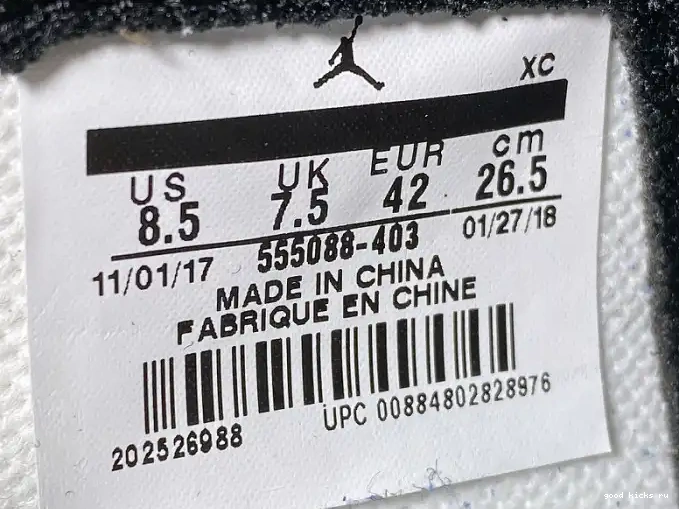 XC
US UK EUR cm
8.5 7.5 42 26.5
11/01/17 555088-403 01/27/18
MADE IN CHINA
FABRIQUE EN CHINE
202526988 UPC 00884802828976
good kicks.ru